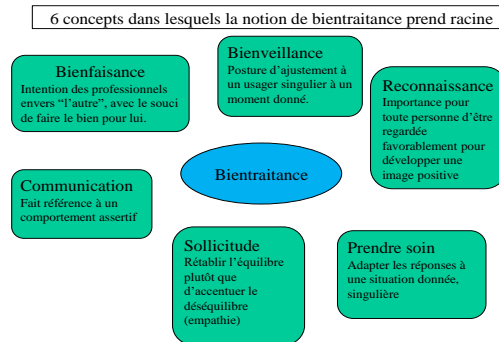 6 concepts dans lesquels la notion de bientraitance prend racine
Bienfaisance
Intention des professionnels
envers “l’autre”, avec le souci
de faire le bien pour lui.
Bienveillance
Posture d’ajustement à
un usager singulier à un
moment donné.
Reconnaissance
Importance pour
toute personne d’être
regardée
favorablement pour
développer une
image positive
Communication
Fait référence à un
comportement assertif
Bientraitance
Sollicitude
Rétablir l’équilibre
plutôt que
d’accentuer le
déséquilibre
(empathie)
Prendre soin
Adapter les réponses à
une situation donnée,
singulière